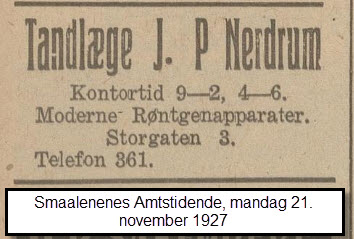 Tandlæge J. P Nerdrum
Kontortid 9—2, 4—6.
Moderne Røntgenapparater.
Storgaten 3.
Telefon 361.
Smaalenenes Amtstidende, mandag 21.
november 1927